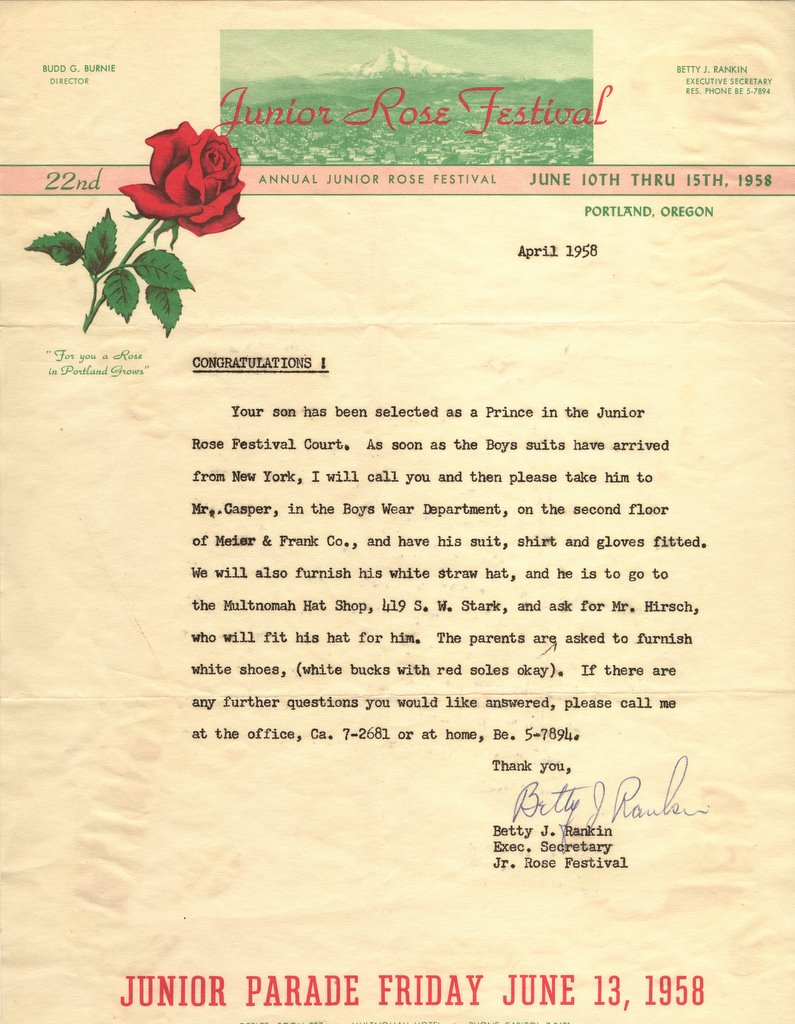 BUDD G. BURNIE
DIRECTOR
BETTY J. RANKIN
EXECUTIVE SECRETARY
RES. PHONE BE 5-7894
Junior Rose Festival
22nd ANNUAL JUNIOR ROSE FESTIVAL JUNE 10TH THRU 15TH, 1958
PORTLAND, OREGON
April 1958
"For you a Rose
in Portland Grows"
CONGRATULATIONS !
Your son has been selected as a Prince in the Junior
Rose Festival Court. As soon as the Boys suits have arrived
from New York, I will call you and then please take him to
Mr..Casper, in the Boys Wear Department, on the second floor
of Meier & Frank Co., and have his suit, shirt and gloves fitted.
We will also furnish his white straw hat, and he is to go to
the Multnomah Hat Shop, 419 S. W. Stark, and ask for Mr. Hirsch,
who will fit his hat for him. The parents are asked to furnish
white shoes, (white bucks with red soles okay). If there are
any further questions you would like answered, please call me
at the office, Ca. 7-2681 or at home, Be. 5-7894.
Thank you,
Betty J Rankin
Betty J. Rankin
Exec. Secretary
Jr. Rose Festival
JUNIOR PARADE FRIDAY JUNE 13, 1958